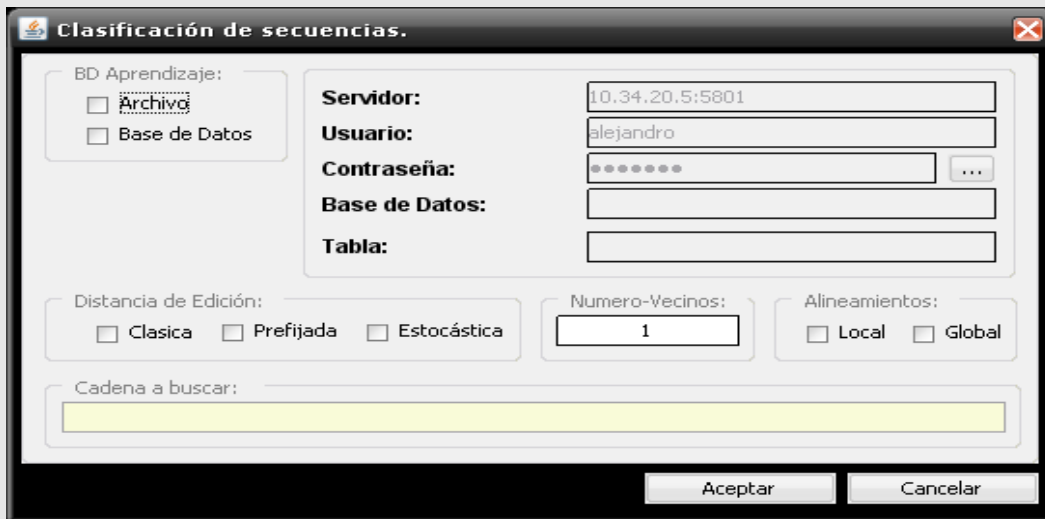 Clasificación de secuencias.
BD Aprendizaje:
Archivo
Base de Datos
Servidor: 10.34.20.5:5801
Usuario: alejandro
Contraseña: ●●●●●●● ...
Base de Datos:
Tabla:
Distancia de Edición:
Clasica Prefijada Estocástica
Numero-Vecinos:
1
Alineamientos:
Local Global
Cadena a buscar:
Aceptar Cancelar